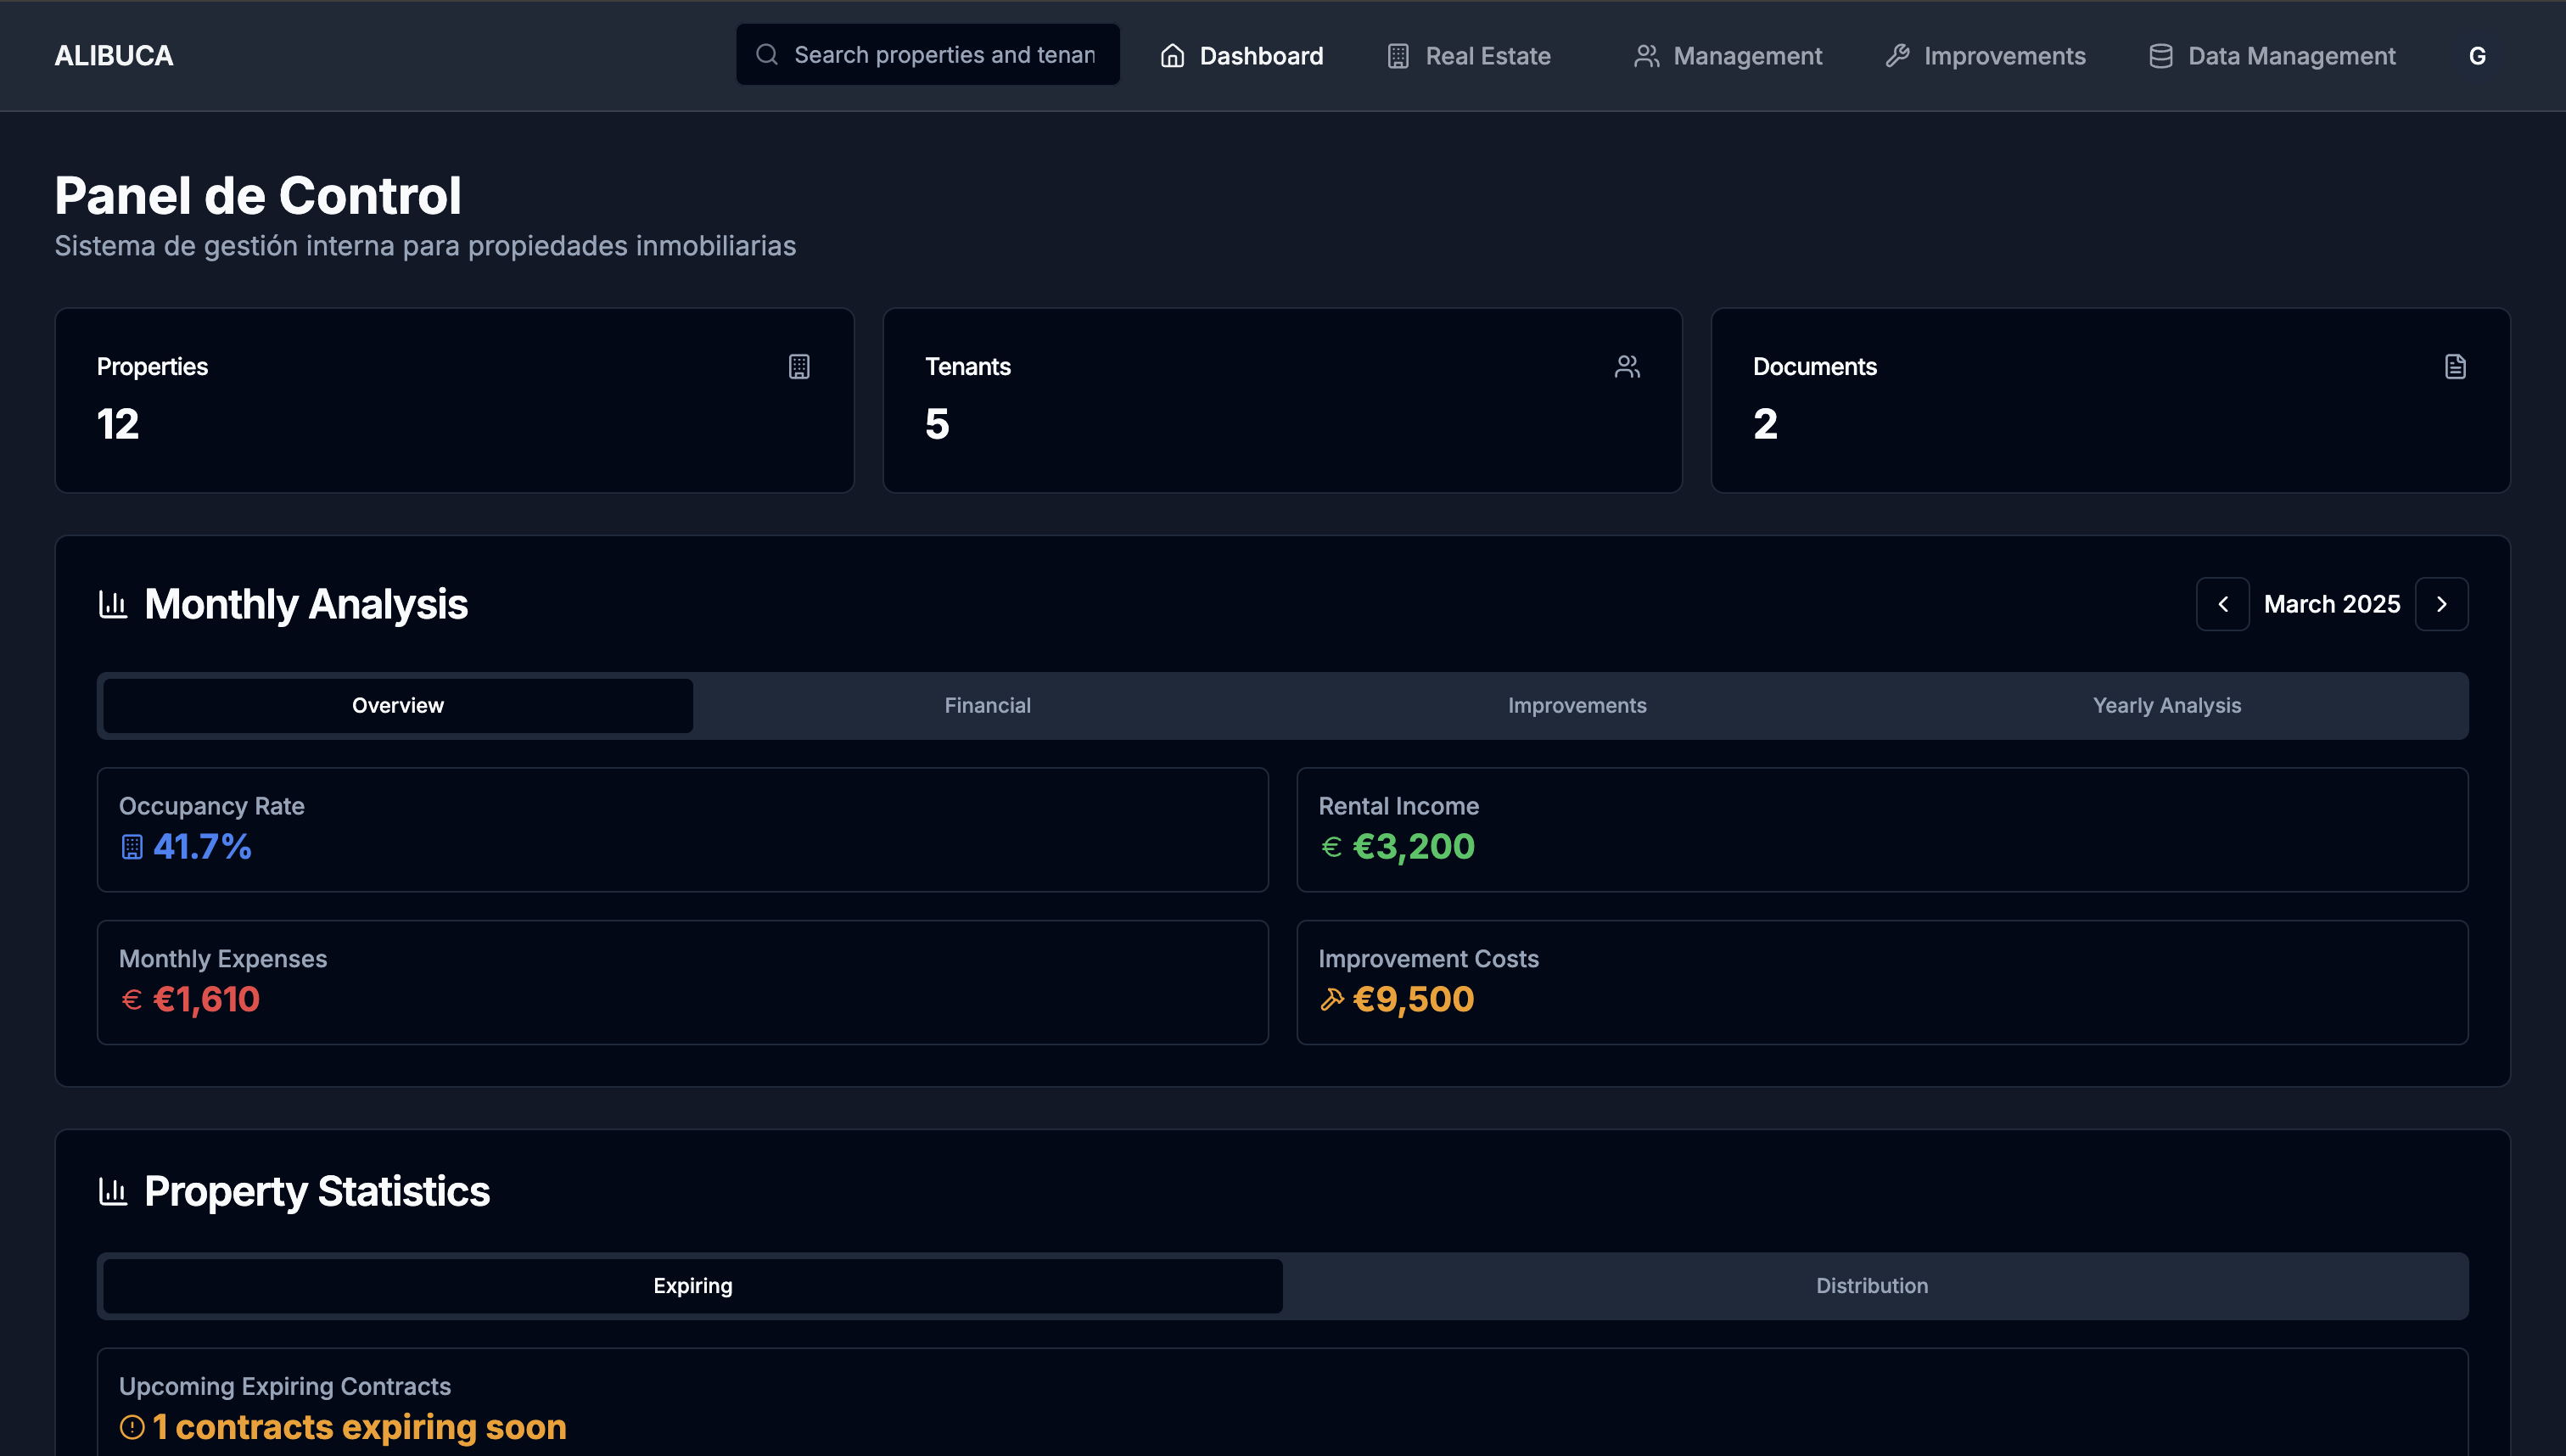 ALIBUCA
Search properties and tenan
Dashboard
Real Estate
Management
Improvements
Data Management
G
Panel de Control
Sistema de gestión interna para propiedades inmobiliarias
Properties
12
Tenants
5
Documents
2
Monthly Analysis
March 2025
Overview
Financial
Improvements
Yearly Analysis
Occupancy Rate
41.7%
Rental Income
€ €3,200
Monthly Expenses
€ €1,610
Improvement Costs
€9,500
Property Statistics
Expiring
Distribution
Upcoming Expiring Contracts
1 contracts expiring soon